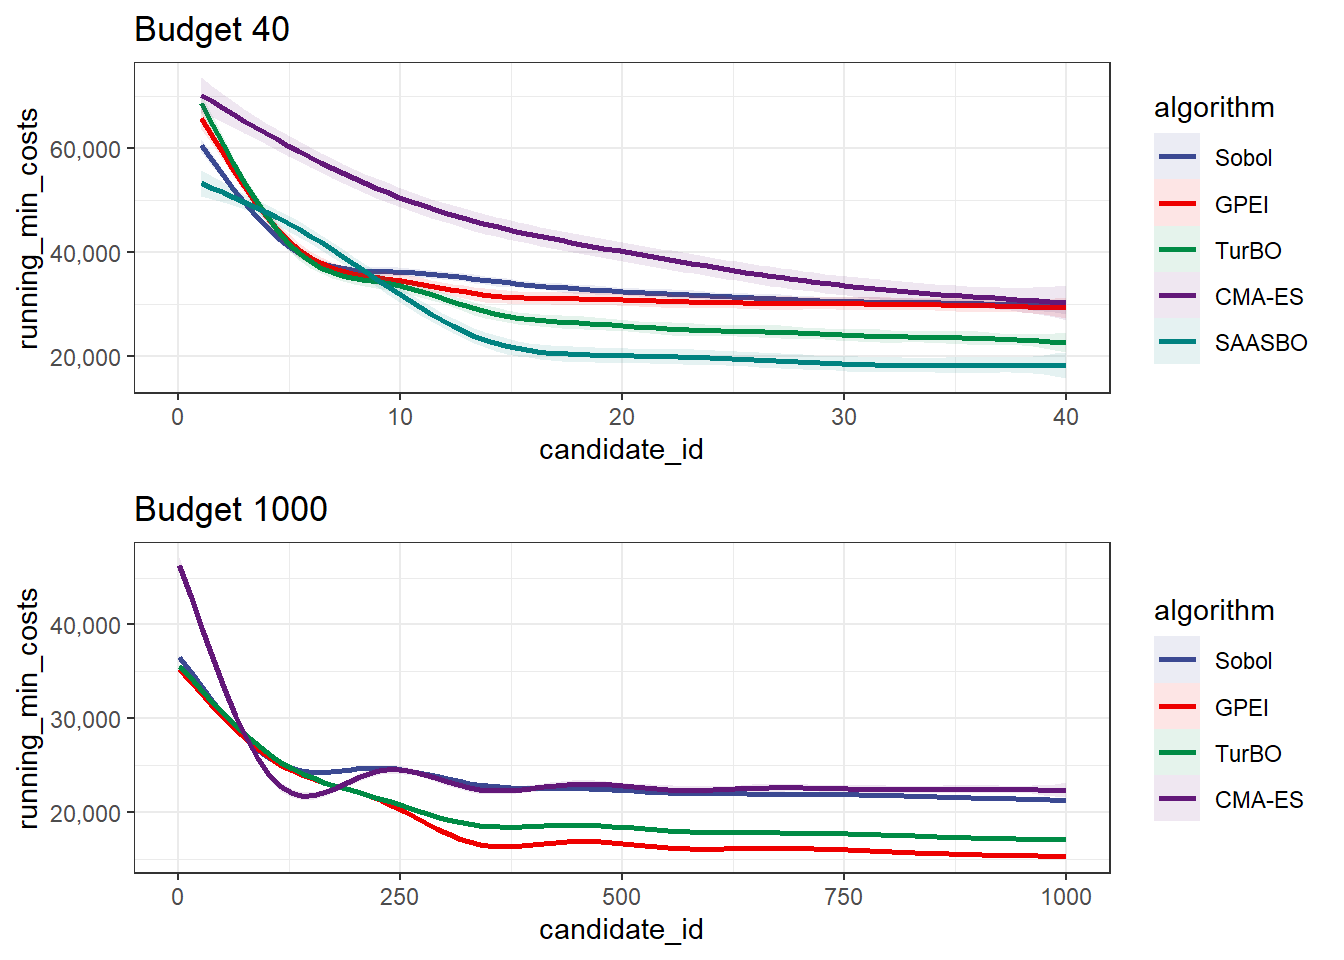 Budget 40
running_min_costs
60,000
40,000
20,000
0 10 20 30 40
candidate_id
algorithm
Sobol
GPEI
TurBO
CMA-ES
SAASBO
Budget 1000
running_min_costs
40,000
30,000
20,000
0 250 500 750 1000
candidate_id
algorithm
Sobol
GPEI
TurBO
CMA-ES